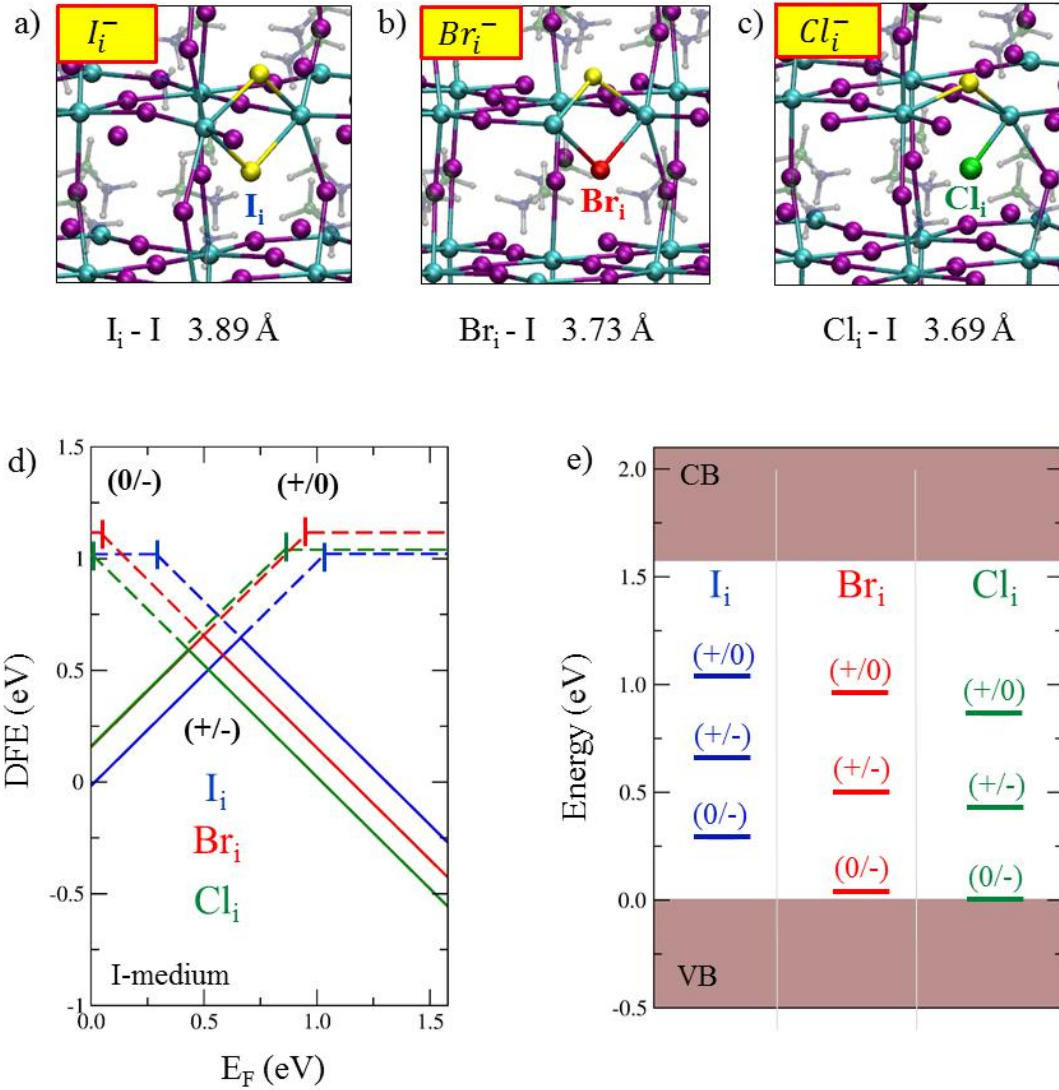 a)
I_i^-
I_i
I_i - I 3.89 Å
b)
Br_i^-
Br_i
Br_i - I 3.73 Å
c)
Cl_i^-
Cl_i
Cl_i - I 3.69 Å
d)
DFE (eV)
1.5
1
0.5
0
-0.5
-1
(0/-)
(+/0)
(+/-)
I_i
Br_i
Cl_i
I-medium
0.0 0.5 1.0 1.5
E_F (eV)
e)
Energy (eV)
2.0
1.5
1.0
0.5
0.0
-0.5
CB
I_i Br_i Cl_i
(+/0) (+/0) (+/0)
(+/-) (+/-) (+/-)
(0/-) (0/-) (0/-)
VB